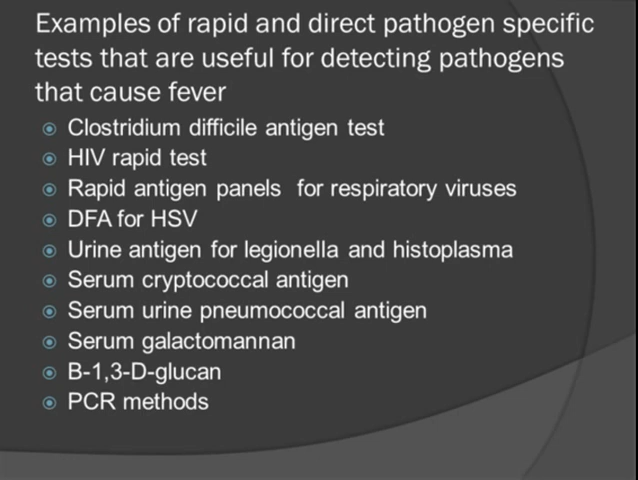 Examples of rapid and direct pathogen specific
tests that are useful for detecting pathogens
that cause fever
Clostridium difficile antigen test
HIV rapid test
Rapid antigen panels for respiratory viruses
DFA for HSV
Urine antigen for legionella and histoplasma
Serum cryptococcal antigen
Serum urine pneumococcal antigen
Serum galactomannan
B-1,3-D-glucan
PCR methods